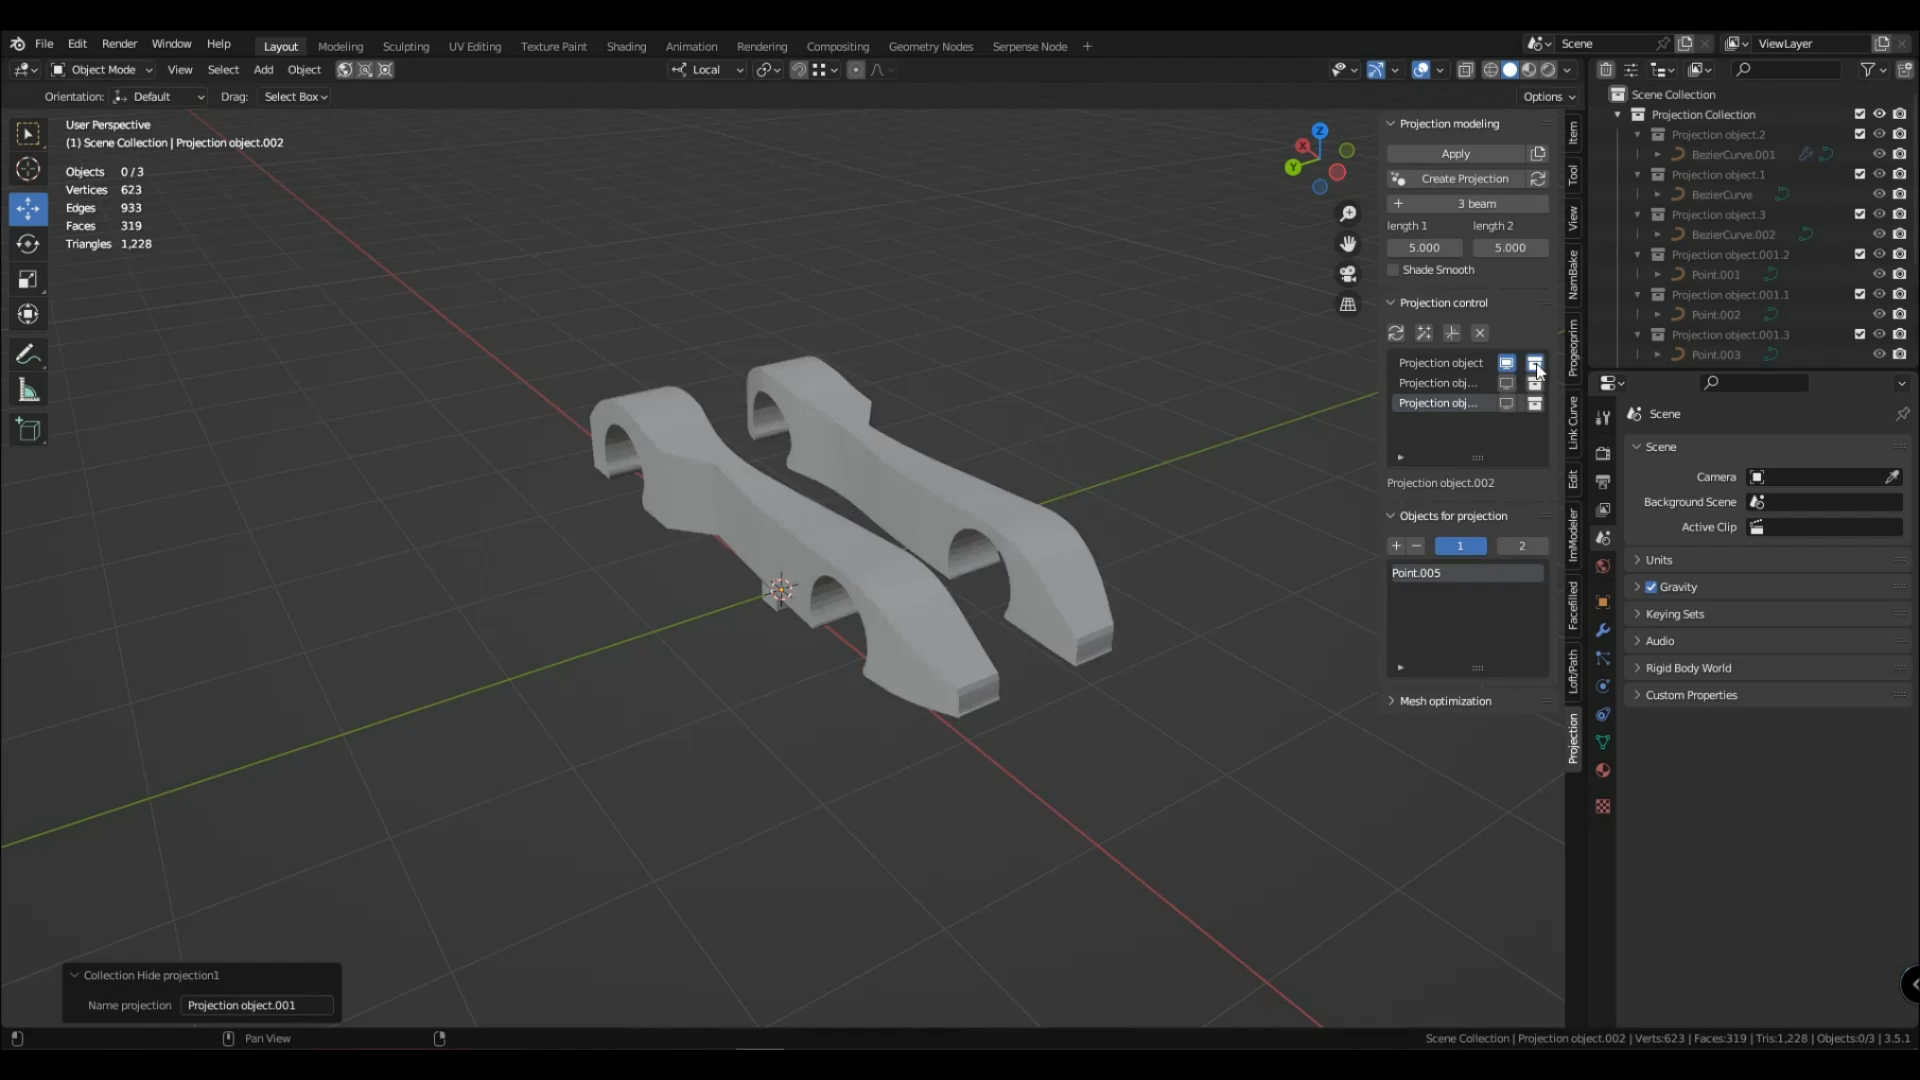 File Edit Render Window Help
Layout Modeling Sculpting UV Editing Texture Paint Shading Animation Rendering Compositing Geometry Nodes Serpense Node +
Scene
ViewLayer
Object Mode View Select Add Object
Local
Orientation: Default Drag: Select Box
Options
User Perspective
(1) Scene Collection | Projection object.002
Objects 0 / 3
Vertices 623
Edges 933
Faces 319
Triangles 1,228
Z
X
Y
Projection modeling
Apply
Create Projection
+ 3 beam
length 1 length 2
5.000 5.000
Shade Smooth
Projection control
Projection object
Projection obj...
Projection obj...
Projection object.002
Objects for projection
+ − 1 2
Point.005
Mesh optimization
Item
Tool
View
NamBake
Progeoprim
Link Curve
Edit
ImModeler
Facefilled
Loft/Path
Projection
Scene Collection
Projection Collection
Projection object.2
BezierCurve.001
Projection object.1
BezierCurve
Projection object.3
BezierCurve.002
Projection object.001.2
Point.001
Projection object.001.1
Point.002
Projection object.001.3
Point.003
Scene
Scene
Camera
Background Scene
Active Clip
Units
Gravity
Keying Sets
Audio
Rigid Body World
Custom Properties
Collection Hide projection1
Name projection Projection object.001
Pan View
Scene Collection | Projection object.002 | Verts:623 | Faces:319 | Tris:1,228 | Objects:0/3 | 3.5.1